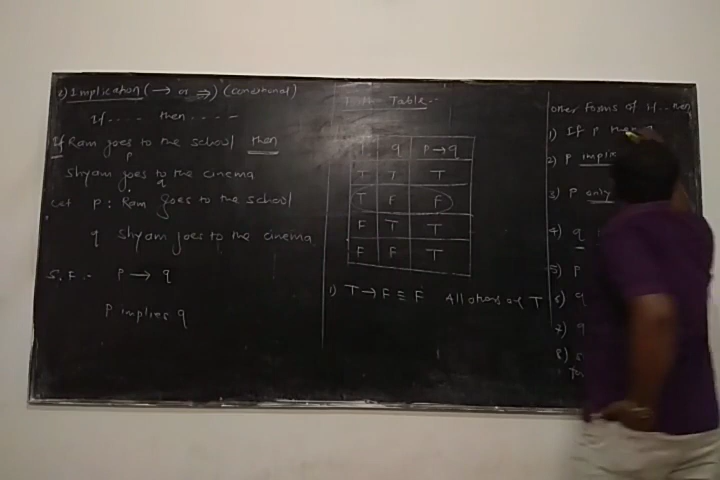 2) Implication (→ or ⇒) (conditional)
If .... then ....
If Ram goes to the school then
p
Shyam goes to the cinema
q
Let p : Ram goes to the school
q Shyam goes to the cinema
S.F :- p → q
p implies q
Truth Table:-
q p→q
T T T
T F F
F T T
F F T
1) T → F ≡ F All others are T
other forms of if...then
1) If p then
2) p
3) p only
4) q
5) p
6) q
7) q
8)